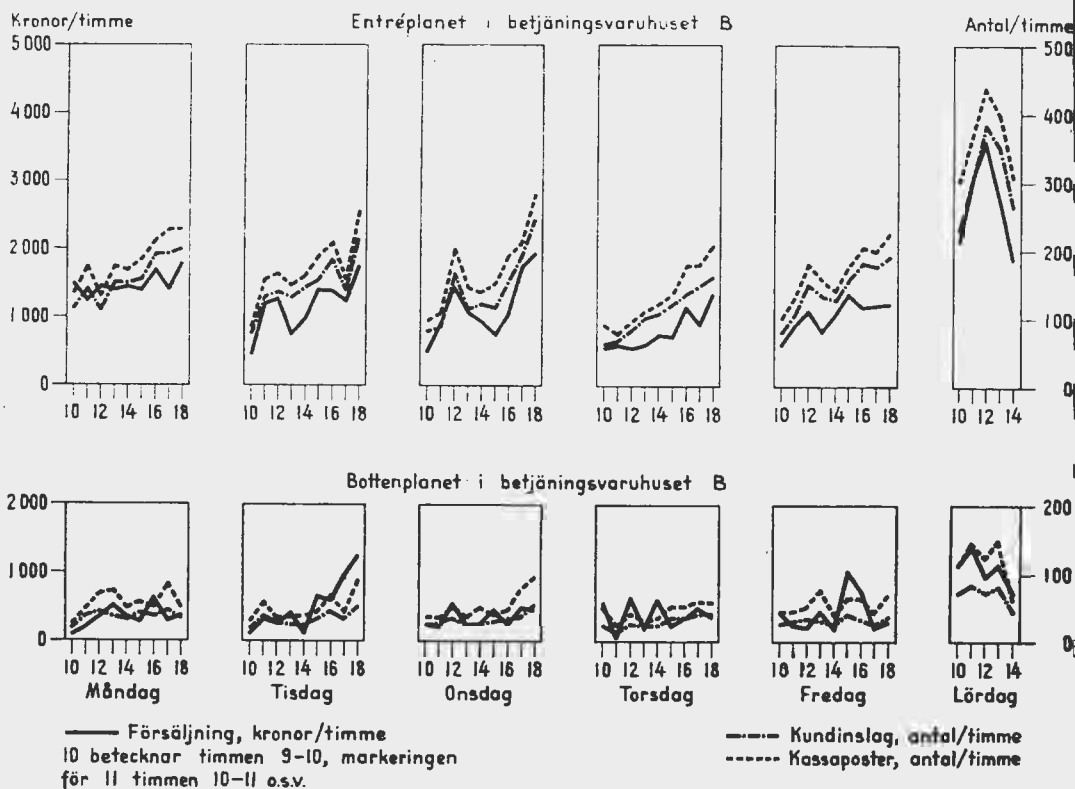 Kronor/timme Entréplanet i betjäningsvaruhuset B Antal/timme
5 000 500
4 000 400
3 000 300
2 000 200
1 000 100
0 0
10 12 14 16 18 10 12 14 16 18 10 12 14 16 18 10 12 14 16 18 10 12 14 16 18 10 12 14
Bottenplanet i betjäningsvaruhuset B
2 000 200
1 000 100
0 0
10 12 14 16 18 10 12 14 16 18 10 12 14 16 18 10 12 14 16 18 10 12 14 16 18 10 12 14
Måndag Tisdag Onsdag Torsdag Fredag Lördag
Försäljning, kronor/timme Kundinslag, antal/timme
10 betecknar timmen 9-10, markeringen Kassaposter, antal/timme
för 11 timmen 10-11 o.s.v.